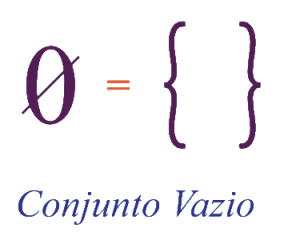 ∅ = { }
Conjunto Vazio